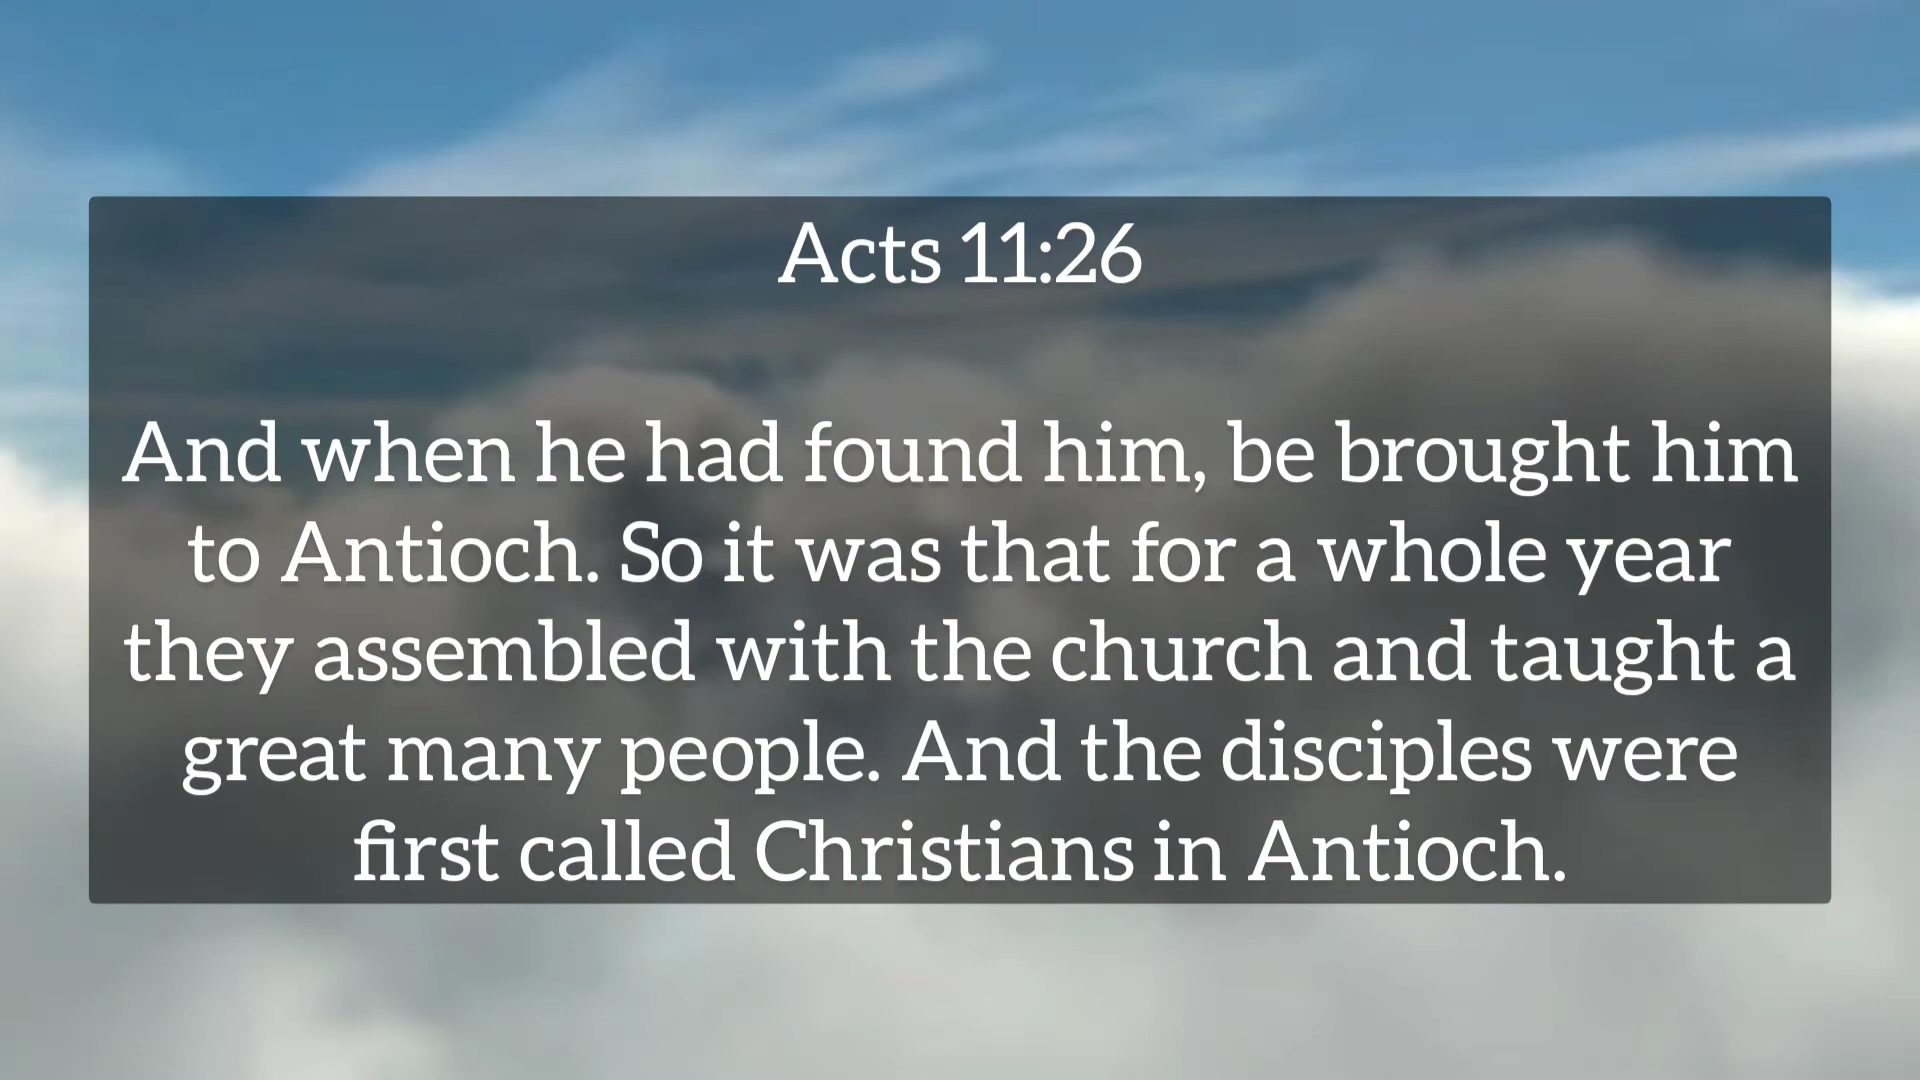 Acts 11:26
And when he had found him, be brought him
to Antioch. So it was that for a whole year
they assembled with the church and taught a
great many people. And the disciples were
first called Christians in Antioch.